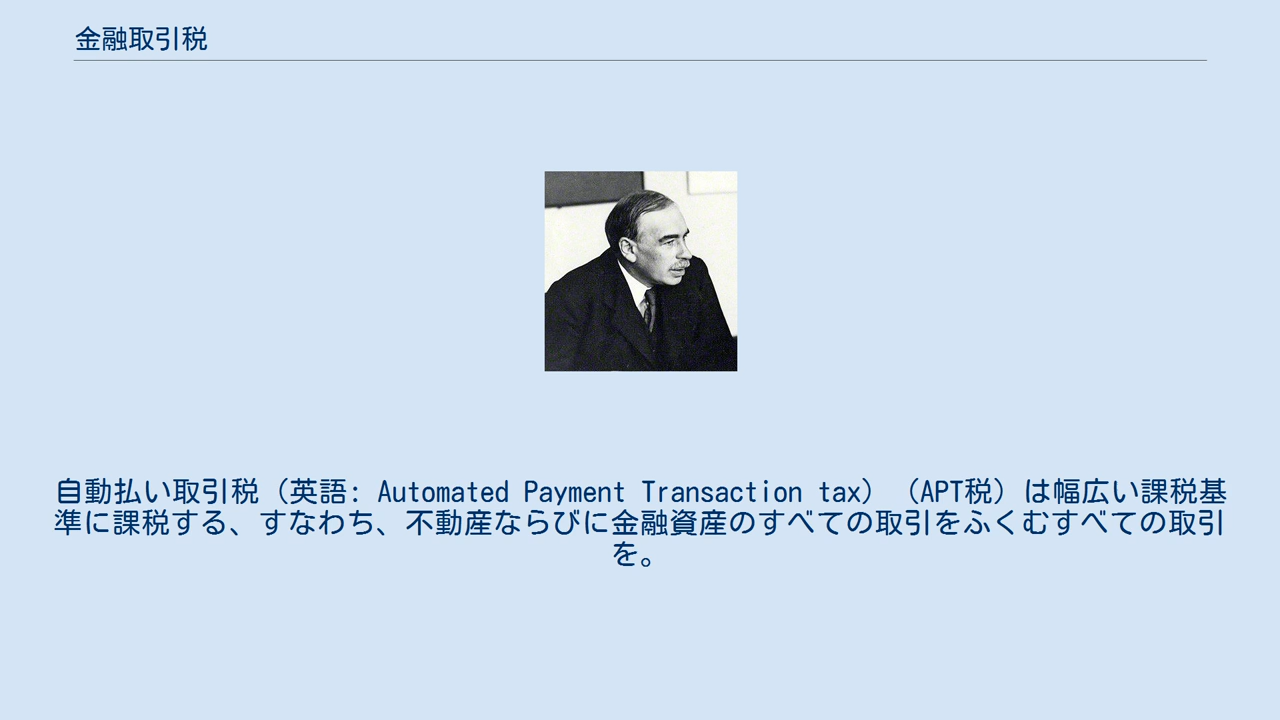 金融取引税
自動払い取引税（英語: Automated Payment Transaction tax）（APT税）は幅広い課税基
準に課税する、すなわち、不動産ならびに金融資産のすべての取引をふくむすべての取引
を。